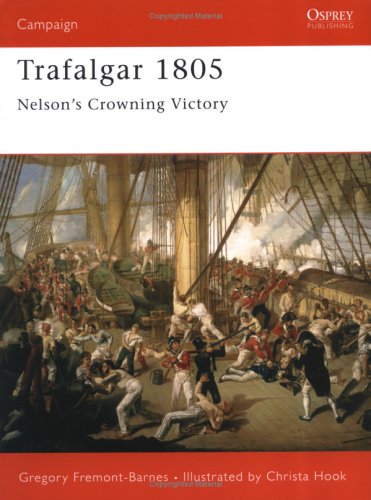 Campaign
OSPREY
PUBLISHING
Trafalgar 1805
Nelson's Crowning Victory
Gregory Fremont-Barnes • Illustrated by Christa Hook